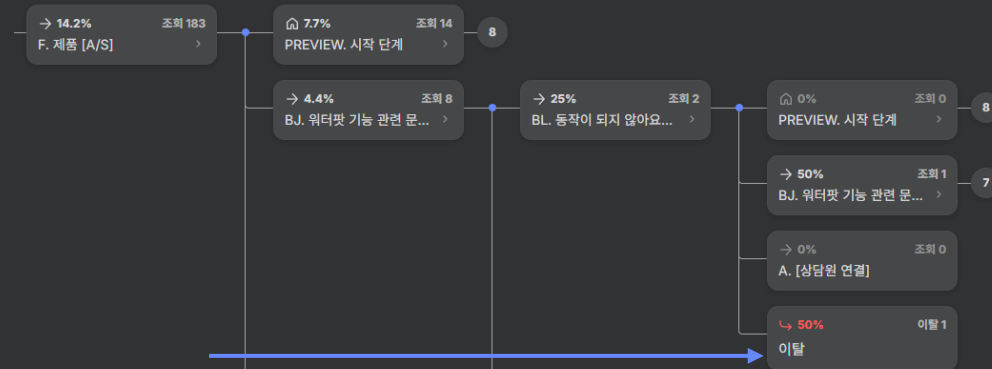 14.2% 조회 183
F. 제품 [A/S]
7.7% 조회 14
PREVIEW. 시작 단계
8
4.4% 조회 8
BJ. 워터팟 기능 관련 문...
25% 조회 2
BL. 동작이 되지 않아요...
0% 조회 0
PREVIEW. 시작 단계
8
50% 조회 1
BJ. 워터팟 기능 관련 문...
7
0% 조회 0
A. [상담원 연결]
50% 이탈 1
이탈